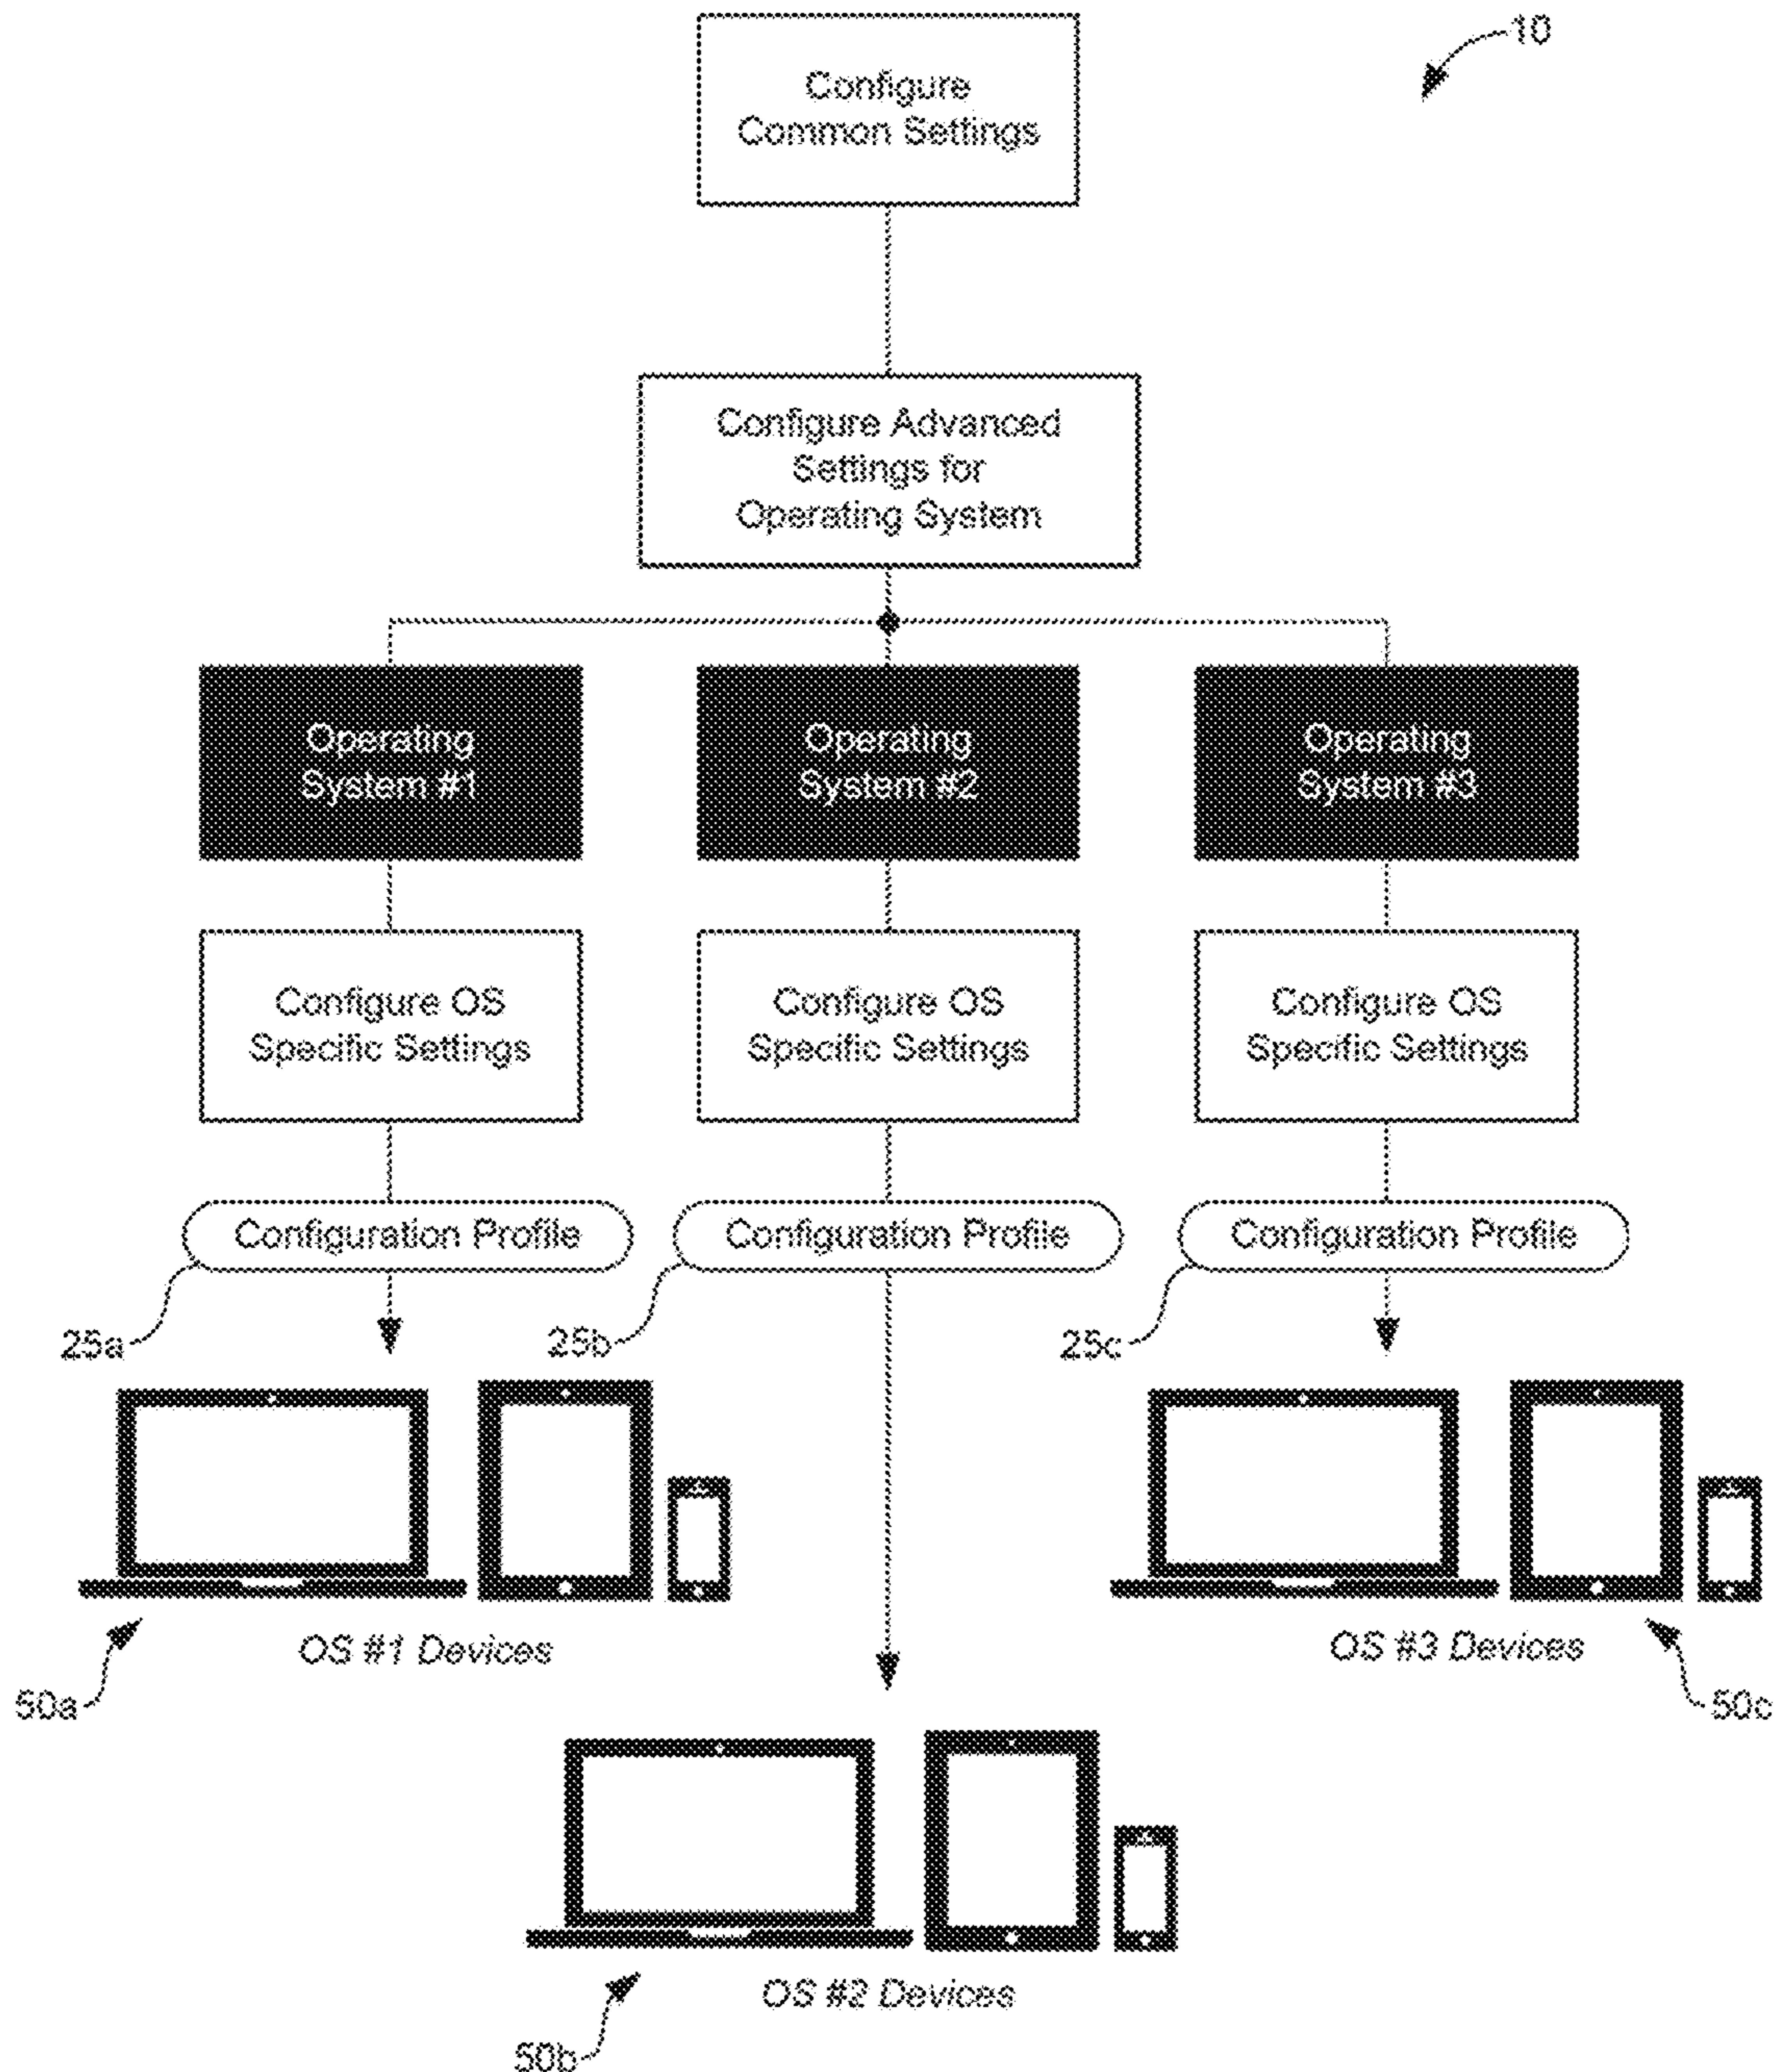 10
Configure
Common Settings
Configure Advanced
Settings for
Operating System
Operating
System #1
Operating
System #2
Operating
System #3
Configure OS
Specific Settings
Configure OS
Specific Settings
Configure OS
Specific Settings
Configuration Profile
Configuration Profile
Configuration Profile
25a
25b
25c
OS #1 Devices
OS #3 Devices
50a
50c
OS #2 Devices
50b